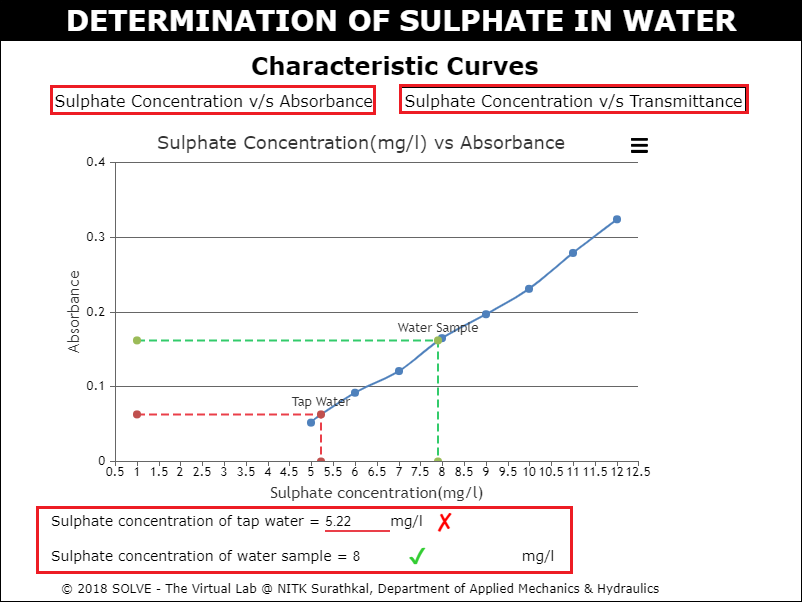 DETERMINATION OF SULPHATE IN WATER
Characteristic Curves
Sulphate Concentration v/s Absorbance
Sulphate Concentration v/s Transmittance
Sulphate Concentration(mg/l) vs Absorbance
0.4
0.3
0.2
0.1
0
Absorbance
Water Sample
Tap Water
0.5 1 1.5 2 2.5 3 3.5 4 4.5 5 5.5 6 6.5 7 7.5 8 8.5 9 9.5 10 10.5 11 11.5 12 12.5
Sulphate concentration(mg/l)
Sulphate concentration of tap water = 5.22 mg/l ✗
Sulphate concentration of water sample = 8 ✓ mg/l
© 2018 SOLVE - The Virtual Lab @ NITK Surathkal, Department of Applied Mechanics & Hydraulics